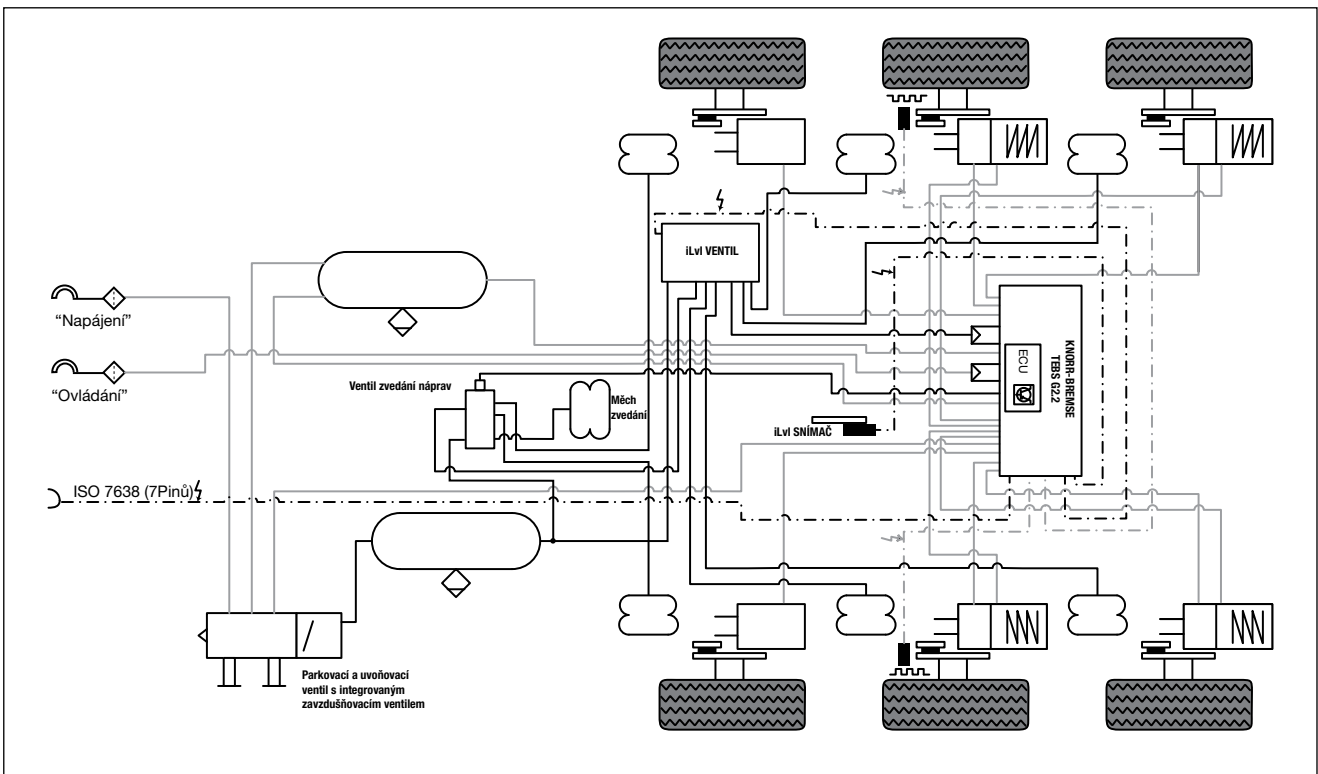 iLvl VENTIL
“Napájení”
“Ovládání”
Ventil zvedání náprav
Měch
zvedání
iLvl SNÍMAČ
ECU
KNORR-BREMSE
TEBS G2.2
ISO 7638 (7Pinů)
Parkovací a uvoňovací
ventil s integrovaným
zavzdušňovacím ventilem